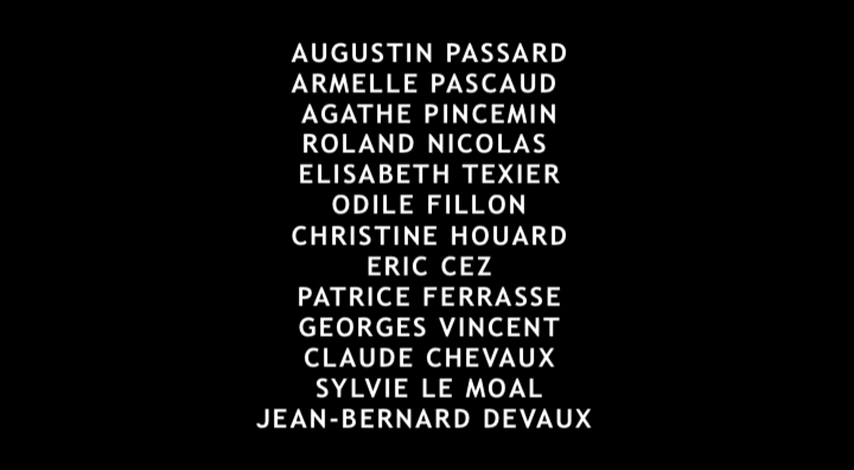 AUGUSTIN PASSARD
ARMELLE PASCAUD
AGATHE PINCEMIN
ROLAND NICOLAS
ELISABETH TEXIER
ODILE FILLON
CHRISTINE HOUARD
ERIC CEZ
PATRICE FERRASSE
GEORGES VINCENT
CLAUDE CHEVAUX
SYLVIE LE MOAL
JEAN-BERNARD DEVAUX